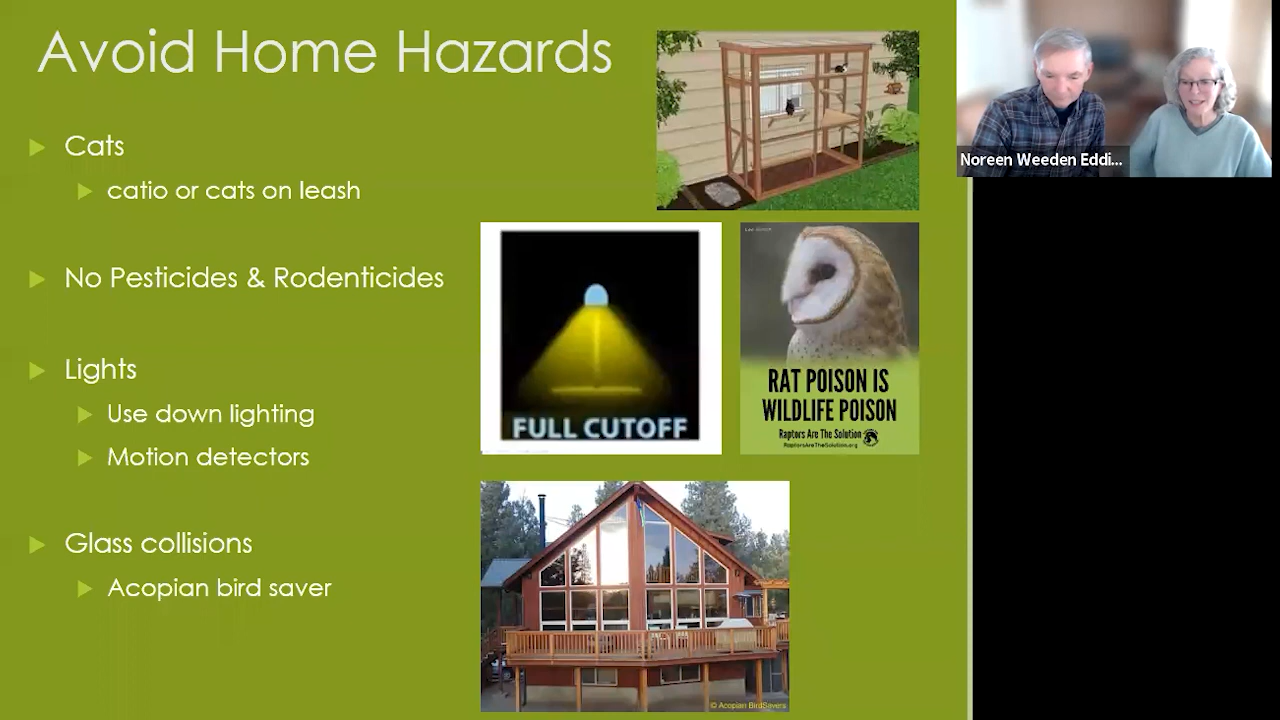 Avoid Home Hazards
Cats
catio or cats on leash
No Pesticides & Rodenticides
Lights
Use down lighting
Motion detectors
Glass collisions
Acopian bird saver
FULL CUTOFF
RAT POISON IS
WILDLIFE POISON
Raptors Are The Solution
RaptorsAreTheSolution.org
© Acopian BirdSavers
Noreen Weeden Eddi...